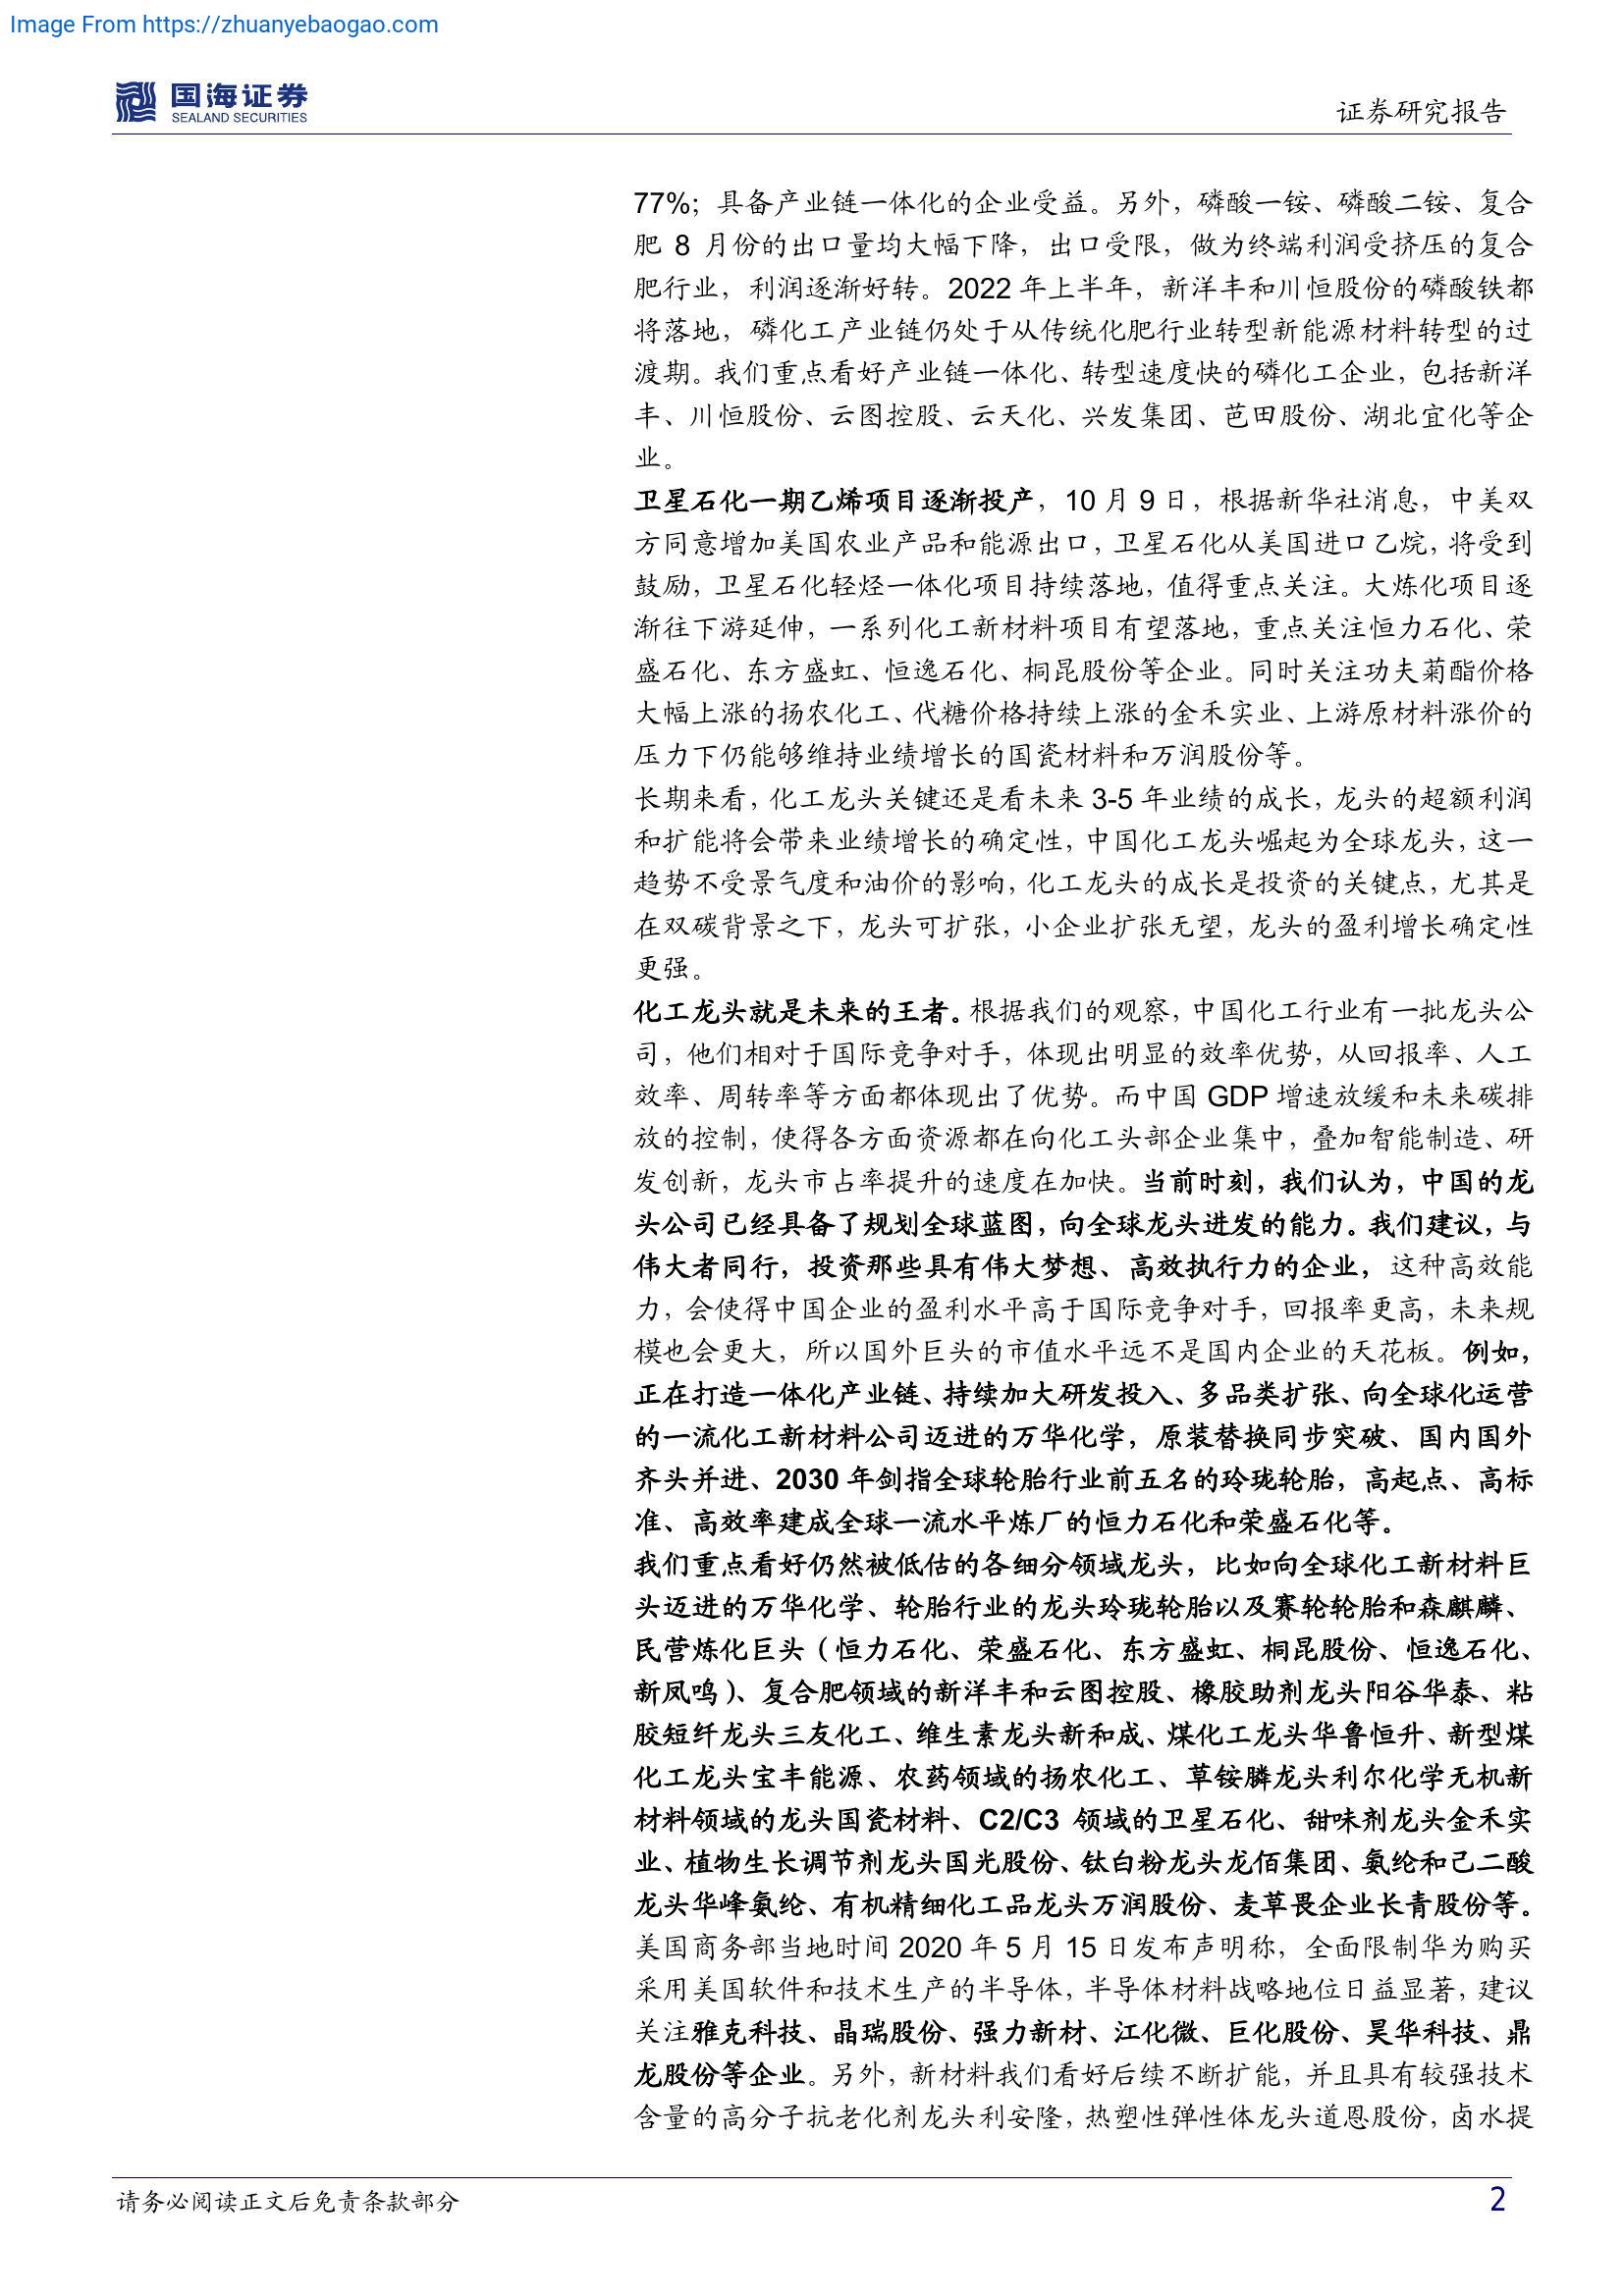 Image From https://zhuanyebaogao.com
国海证券
SEALAND SECURITIES
证券研究报告
77%；具备产业链一体化的企业受益。另外，磷酸一铵、磷酸二铵、复合
肥 8 月份的出口量均大幅下降，出口受限，做为终端利润受挤压的复合
肥行业，利润逐渐好转。2022 年上半年，新洋丰和川恒股份的磷酸铁都
将落地，磷化工产业链仍处于从传统化肥行业转型新能源材料转型的过
渡期。我们重点看好产业链一体化、转型速度快的磷化工企业，包括新洋
丰、川恒股份、云图控股、云天化、兴发集团、芭田股份、湖北宜化等企
业。
卫星石化一期乙烯项目逐渐投产，10 月 9 日，根据新华社消息，中美双
方同意增加美国农业产品和能源出口，卫星石化从美国进口乙烷，将受到
鼓励，卫星石化轻烃一体化项目持续落地，值得重点关注。大炼化项目逐
渐往下游延伸，一系列化工新材料项目有望落地，重点关注恒力石化、荣
盛石化、东方盛虹、恒逸石化、桐昆股份等企业。同时关注功夫菊酯价格
大幅上涨的扬农化工、代糖价格持续上涨的金禾实业、上游原材料涨价的
压力下仍能够维持业绩增长的国瓷材料和万润股份等。
长期来看，化工龙头关键还是看未来 3-5 年业绩的成长，龙头的超额利润
和扩能将会带来业绩增长的确定性，中国化工龙头崛起为全球龙头，这一
趋势不受景气度和油价的影响，化工龙头的成长是投资的关键点，尤其是
在双碳背景之下，龙头可扩张，小企业扩张无望，龙头的盈利增长确定性
更强。
化工龙头就是未来的王者。根据我们的观察，中国化工行业有一批龙头公
司，他们相对于国际竞争对手，体现出明显的效率优势，从回报率、人工
效率、周转率等方面都体现出了优势。而中国 GDP 增速放缓和未来碳排
放的控制，使得各方面资源都在向化工头部企业集中，叠加智能制造、研
发创新，龙头市占率提升的速度在加快。当前时刻，我们认为，中国的龙
头公司已经具备了规划全球蓝图，向全球龙头进发的能力。我们建议，与
伟大者同行，投资那些具有伟大梦想、高效执行力的企业，这种高效能
力，会使得中国企业的盈利水平高于国际竞争对手，回报率更高，未来规
模也会更大，所以国外巨头的市值水平远不是国内企业的天花板。例如，
正在打造一体化产业链、持续加大研发投入、多品类扩张、向全球化运营
的一流化工新材料公司迈进的万华化学，原装替换同步突破、国内国外
齐头并进、2030 年剑指全球轮胎行业前五名的玲珑轮胎，高起点、高标
准、高效率建成全球一流水平炼厂的恒力石化和荣盛石化等。
我们重点看好仍然被低估的各细分领域龙头，比如向全球化工新材料巨
头迈进的万华化学、轮胎行业的龙头玲珑轮胎以及赛轮轮胎和森麒麟、
民营炼化巨头（恒力石化、荣盛石化、东方盛虹、桐昆股份、恒逸石化、
新凤鸣）、复合肥领域的新洋丰和云图控股、橡胶助剂龙头阳谷华泰、粘
胶短纤龙头三友化工、维生素龙头新和成、煤化工龙头华鲁恒升、新型煤
化工龙头宝丰能源、农药领域的扬农化工、草铵膦龙头利尔化学无机新
材料领域的龙头国瓷材料、C2/C3 领域的卫星石化、甜味剂龙头金禾实
业、植物生长调节剂龙头国光股份、钛白粉龙头龙佰集团、氨纶和己二酸
龙头华峰氨纶、有机精细化工品龙头万润股份、麦草畏企业长青股份等。
美国商务部当地时间 2020 年 5 月 15 日发布声明称，全面限制华为购买
采用美国软件和技术生产的半导体，半导体材料战略地位日益显著，建议
关注雅克科技、晶瑞股份、强力新材、江化微、巨化股份、昊华科技、鼎
龙股份等企业。另外，新材料我们看好后续不断扩能，并且具有较强技术
含量的高分子抗老化剂龙头利安隆，热塑性弹性体龙头道恩股份，卤水提
请务必阅读正文后免责条款部分
2